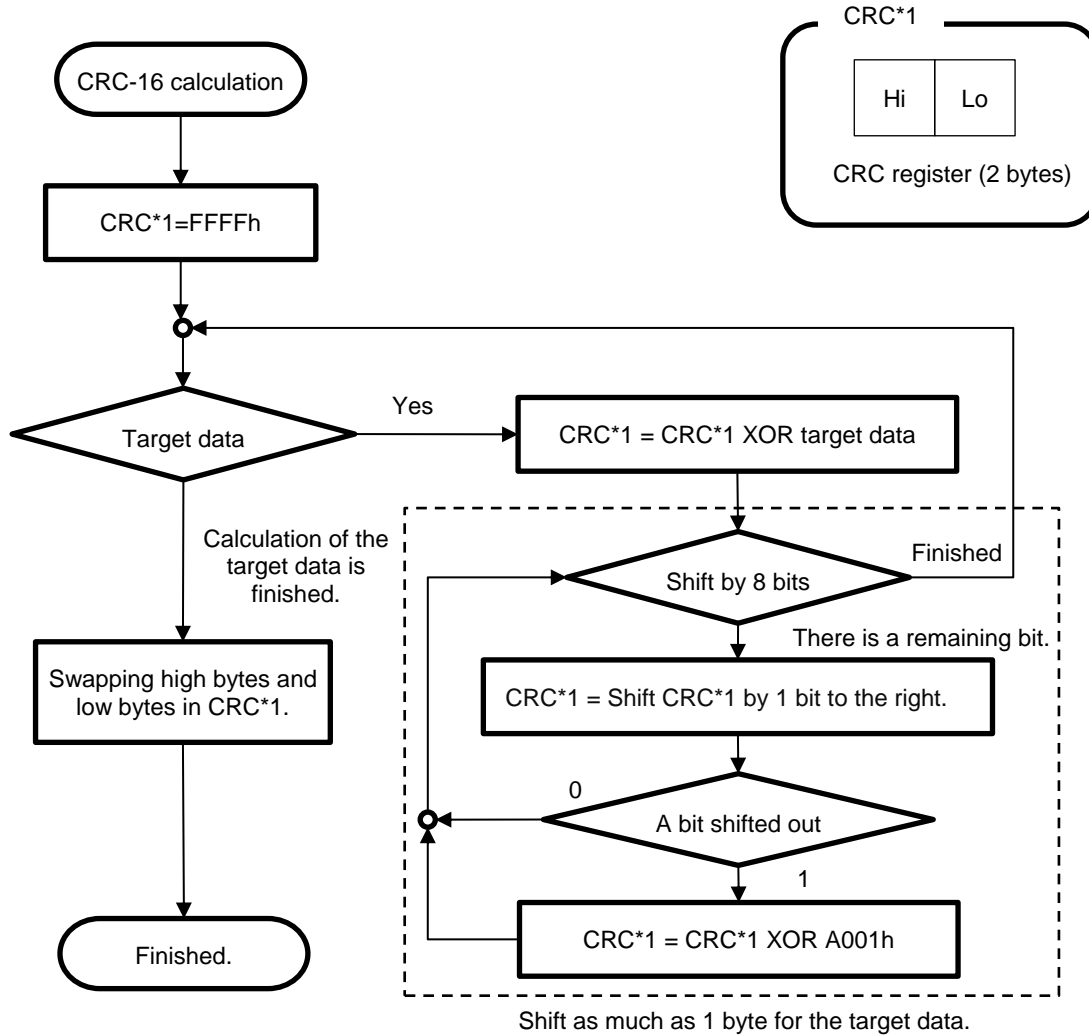 CRC*1
CRC-16 calculation
Hi
Lo
CRC register (2 bytes)
CRC*1=FFFFh
Yes
Target data
CRC*1 = CRC*1 XOR target data
Calculation of the
target data is
finished.
Shift by 8 bits
Finished
There is a remaining bit.
Swapping high bytes and
low bytes in CRC*1.
CRC*1 = Shift CRC*1 by 1 bit to the right.
0
A bit shifted out
1
CRC*1 = CRC*1 XOR A001h
Finished.
Shift as much as 1 byte for the target data.